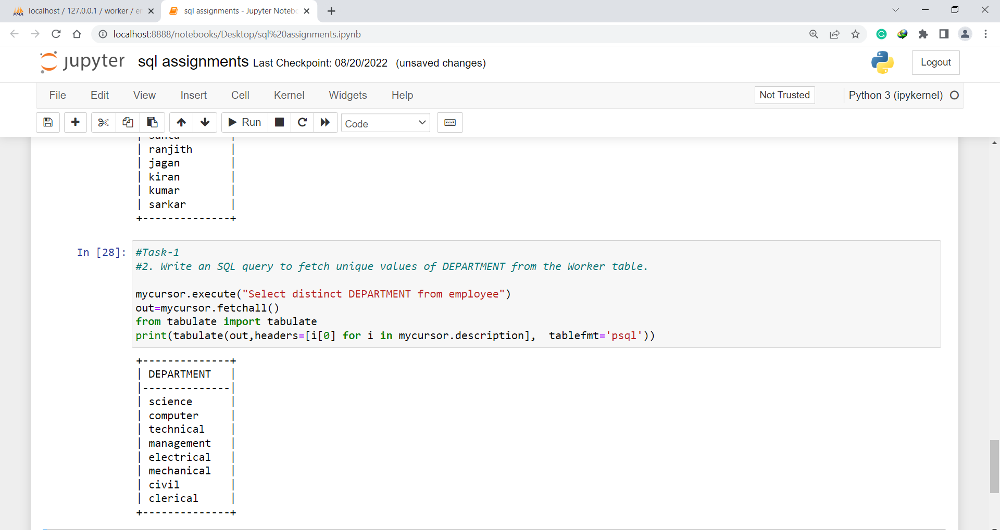 localhost / 127.0.0.1 / worker / em
sql assignments - Jupyter Notebo
localhost:8888/notebooks/Desktop/sql%20assignments.ipynb
jupyter sql assignments Last Checkpoint: 08/20/2022 (unsaved changes)
Logout
File Edit View Insert Cell Kernel Widgets Help
Not Trusted
Python 3 (ipykernel)
Run
Code
| ranjith |
| jagan |
| kiran |
| kumar |
| sarkar |
+--------------+
In [28]:
#Task-1
#2. Write an SQL query to fetch unique values of DEPARTMENT from the Worker table.
mycursor.execute("Select distinct DEPARTMENT from employee")
out=mycursor.fetchall()
from tabulate import tabulate
print(tabulate(out,headers=[i[0] for i in mycursor.description],  tablefmt='psql'))
+--------------+
| DEPARTMENT   |
|--------------|
| science      |
| computer     |
| technical    |
| management   |
| electrical   |
| mechanical   |
| civil        |
| clerical     |
+--------------+